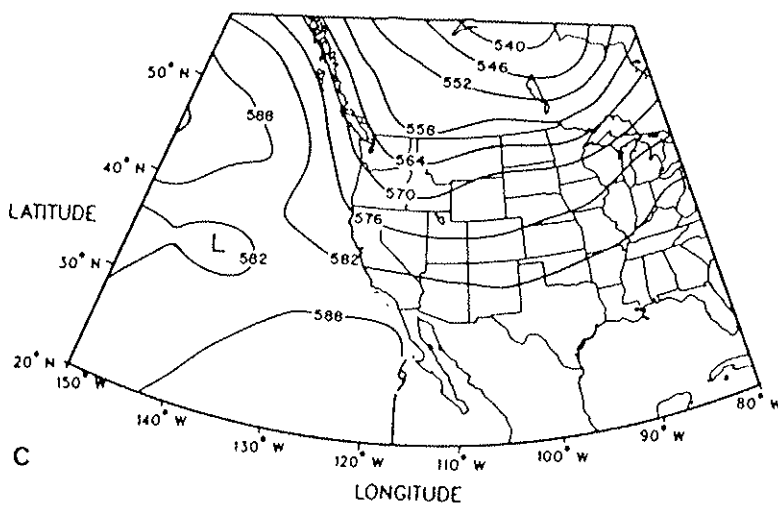 540
50° N
546
552
588
558
40° N
564
570
LATITUDE
576
L
30° N
582
582
588
20° N
150° W
80° W
140° W
90° W
130° W
100° W
120° W
110° W
C
LONGITUDE